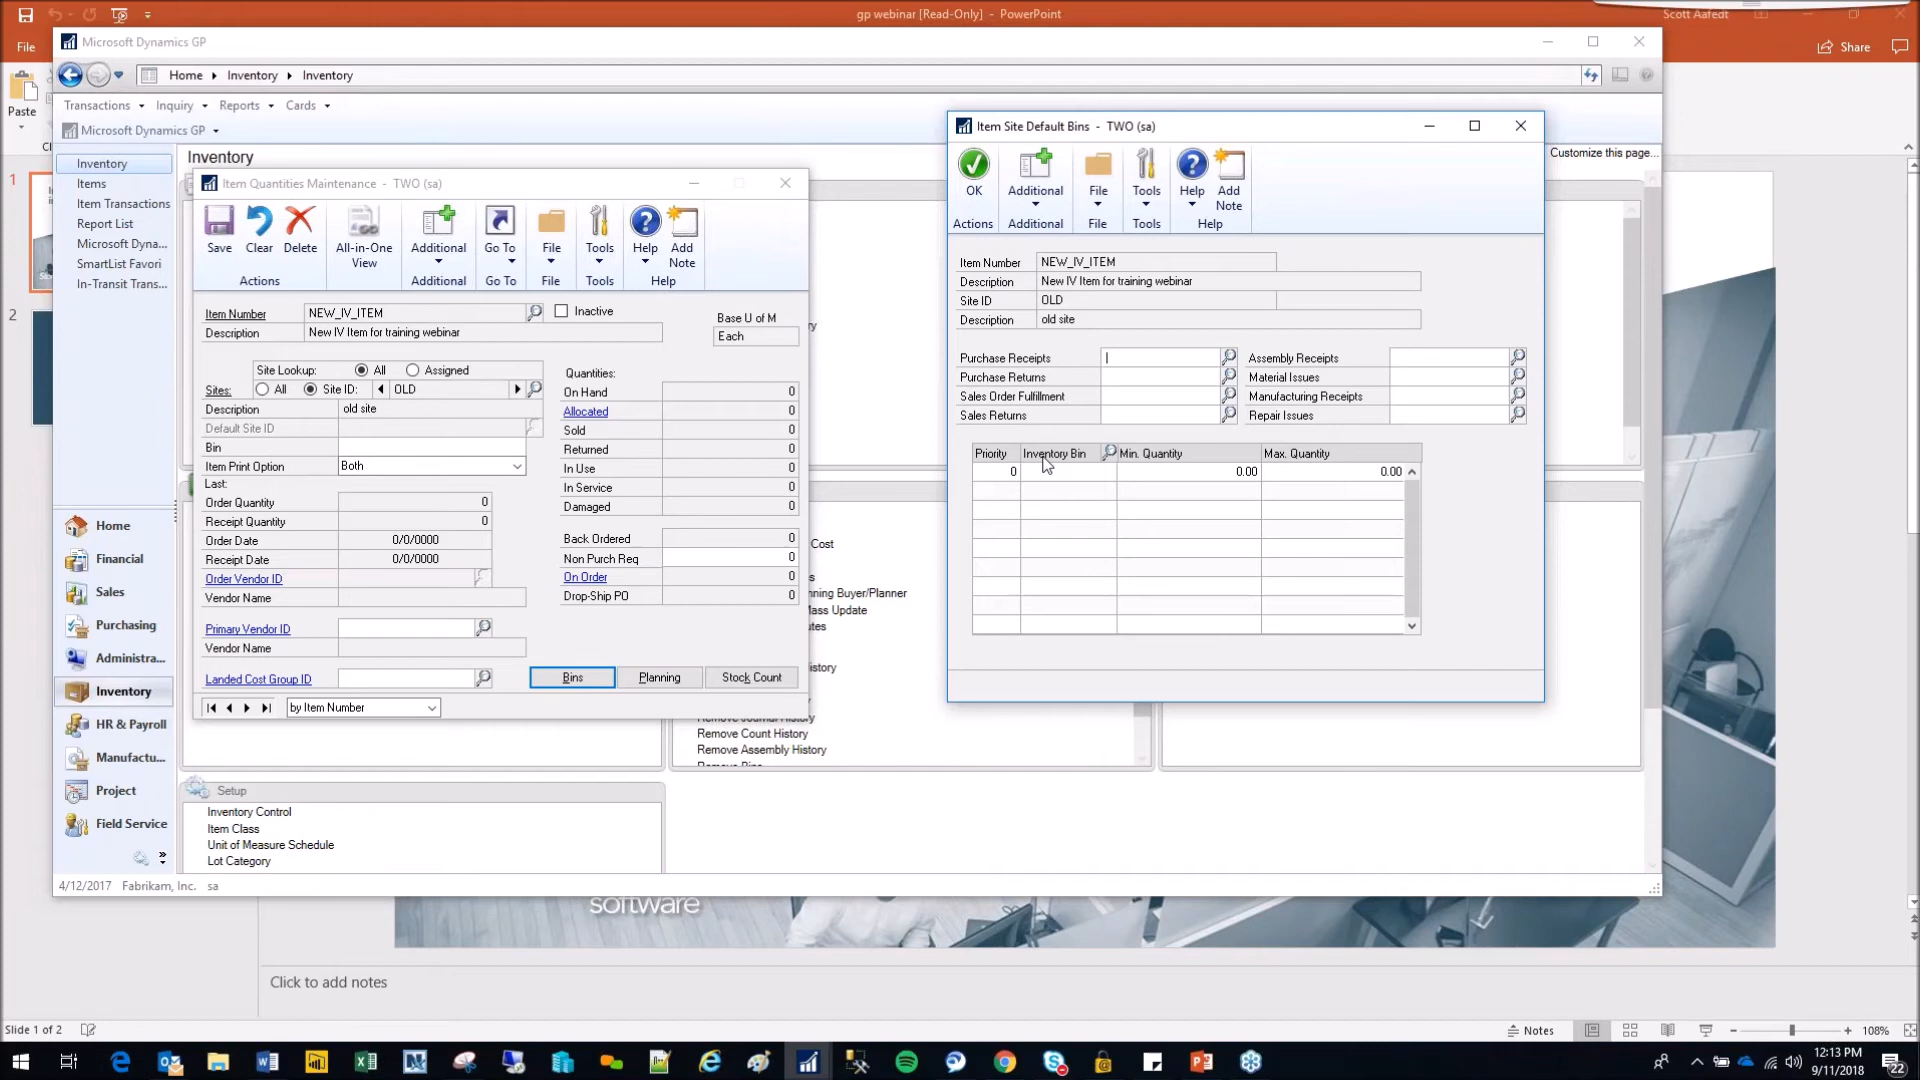 gp webinar [Read-Only] - PowerPoint
Scott Aafedt
File
Share
Microsoft Dynamics GP
Home Inventory Inventory
Transactions Inquiry Reports Cards
Microsoft Dynamics GP
Paste
Inventory
Items
Item Transactions
Report List
Microsoft Dyna...
SmartList Favori
In-Transit Trans...
Home
Financial
Sales
Purchasing
Administra...
Inventory
HR & Payroll
Manufactu...
Project
Field Service
Inventory
Customize this page...
Item Quantities Maintenance - TWO (sa)
Save Clear Delete All-in-One View Additional Go To File Tools Help Add Note
Actions Additional Go To File Tools Help
Item Number NEW_IV_ITEM Inactive
Description New IV Item for training webinar
Base U of M
Each
Site Lookup: All Assigned
Sites: All Site ID: OLD
Description old site
Default Site ID
Bin
Item Print Option Both
Last:
Order Quantity 0
Receipt Quantity 0
Order Date 0/0/0000
Receipt Date 0/0/0000
Order Vendor ID
Vendor Name
Primary Vendor ID
Vendor Name
Landed Cost Group ID
Quantities:
On Hand 0
Allocated 0
Sold 0
Returned 0
In Use 0
In Service 0
Damaged 0
Back Ordered 0
Non Purch Req 0
On Order 0
Drop-Ship PO 0
Bins Planning Stock Count
by Item Number
Item Site Default Bins - TWO (sa)
OK Additional File Tools Help Add Note
Actions Additional File Tools Help
Item Number NEW_IV_ITEM
Description New IV Item for training webinar
Site ID OLD
Description old site
Purchase Receipts Assembly Receipts
Purchase Returns Material Issues
Sales Order Fulfillment Manufacturing Receipts
Sales Returns Repair Issues
Priority Inventory Bin Min. Quantity Max. Quantity
0 0.00 0.00
Cost
nning Buyer/Planner
Mass Update
utes
istory
Remove Journal History
Remove Count History
Remove Assembly History
Remove Bins
Setup
Inventory Control
Item Class
Unit of Measure Schedule
Lot Category
4/12/2017 Fabrikam, Inc. sa
1
2
software
Click to add notes
Slide 1 of 2
Notes
108%
12:13 PM
9/11/2018
22